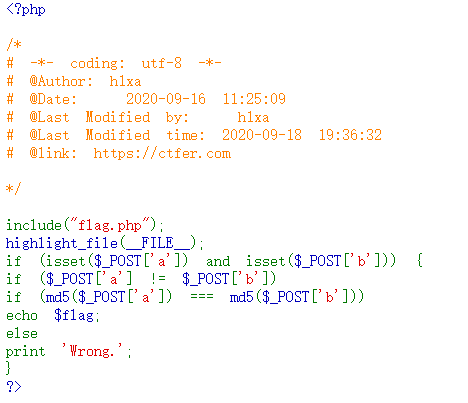 <?php
/*
# -*- coding: utf-8 -*-
# @Author: h1xa
# @Date: 2020-09-16 11:25:09
# @Last Modified by: h1xa
# @Last Modified time: 2020-09-18 19:36:32
# @link: https://ctfer.com
*/
include("flag.php");
highlight_file(__FILE__);
if (isset($_POST['a']) and isset($_POST['b'])) {
if ($_POST['a'] != $_POST['b'])
if (md5($_POST['a']) === md5($_POST['b']))
echo $flag;
else
print 'Wrong.';
}
?>